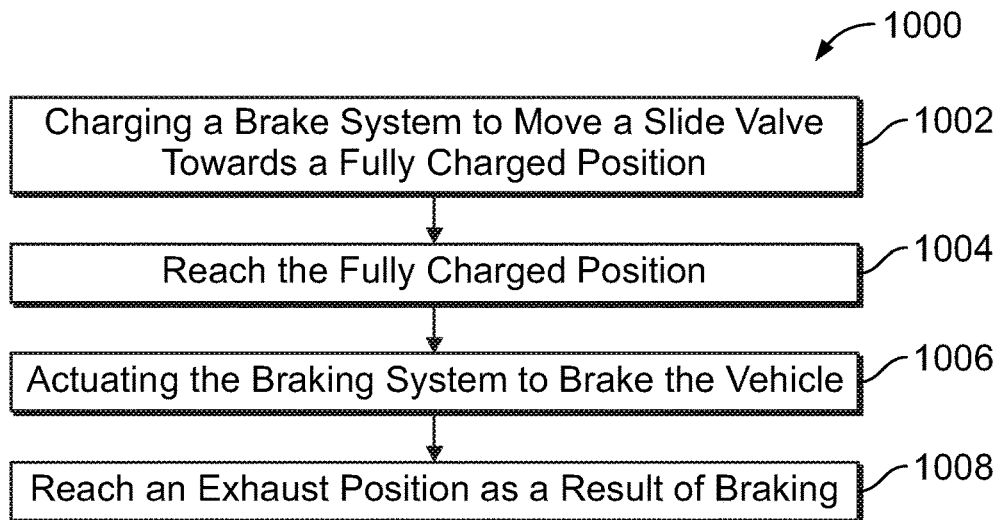 1000
Charging a Brake System to Move a Slide Valve
Towards a Fully Charged Position
1002
Reach the Fully Charged Position
1004
Actuating the Braking System to Brake the Vehicle
1006
Reach an Exhaust Position as a Result of Braking
1008